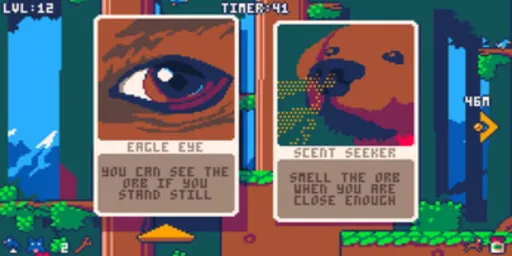 LVL:12
TIMER:41
EAGLE EYE
YOU CAN SEE THE
ORB IF YOU
STAND STILL
SCENT SEEKER
SMELL THE ORB
WHEN YOU ARE
CLOSE ENOUGH
46M
2